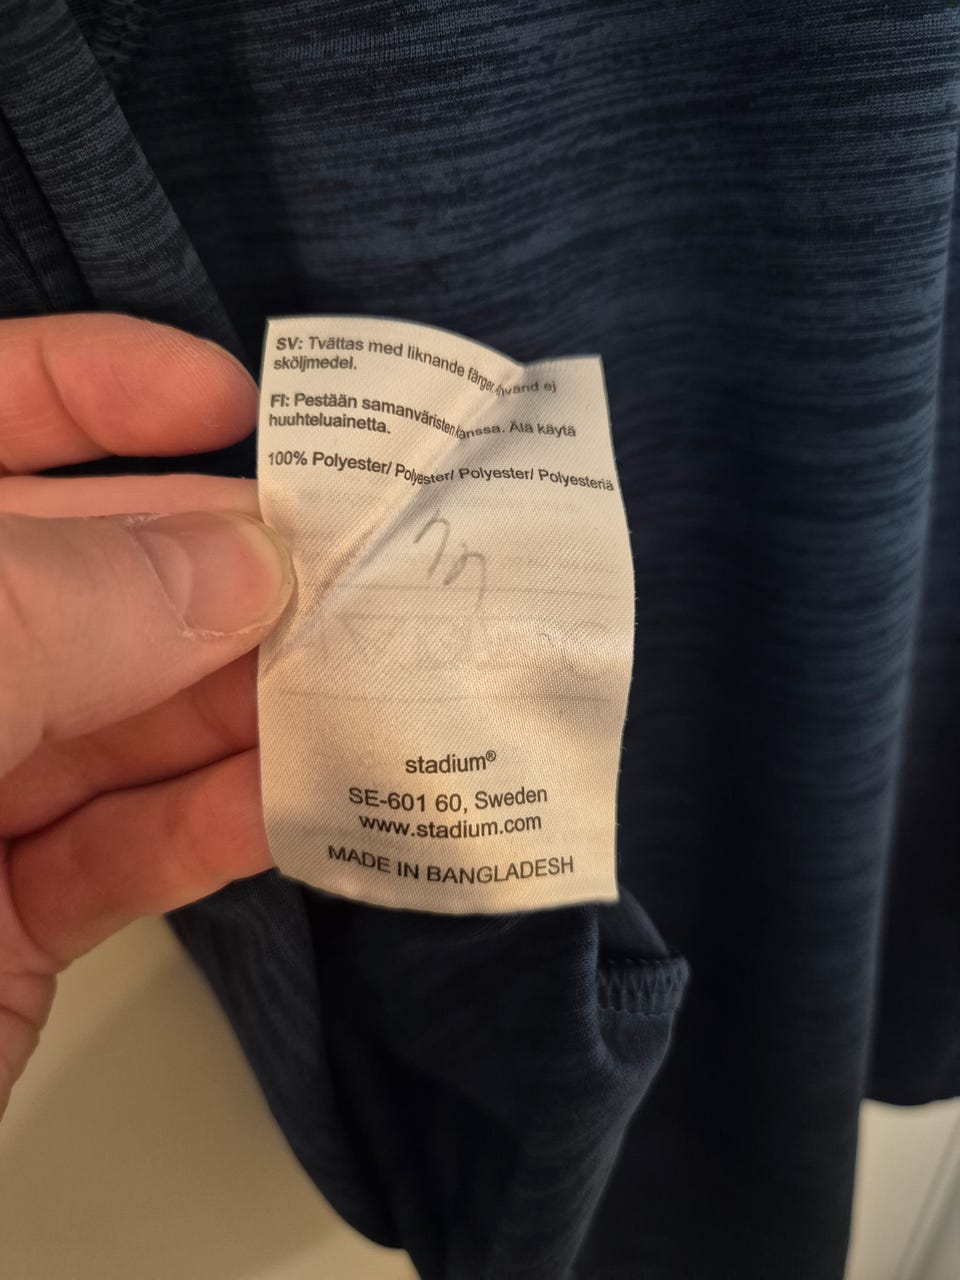 SV: Tvättas med liknande färger. Använd ej
sköljmedel.
FI: Pestään samanväristen kanssa. Älä käytä
huuhteluainetta.
100% Polyester/ Polyester/ Polyester/ Polyesteriä
stadium®
SE-601 60, Sweden
www.stadium.com
MADE IN BANGLADESH